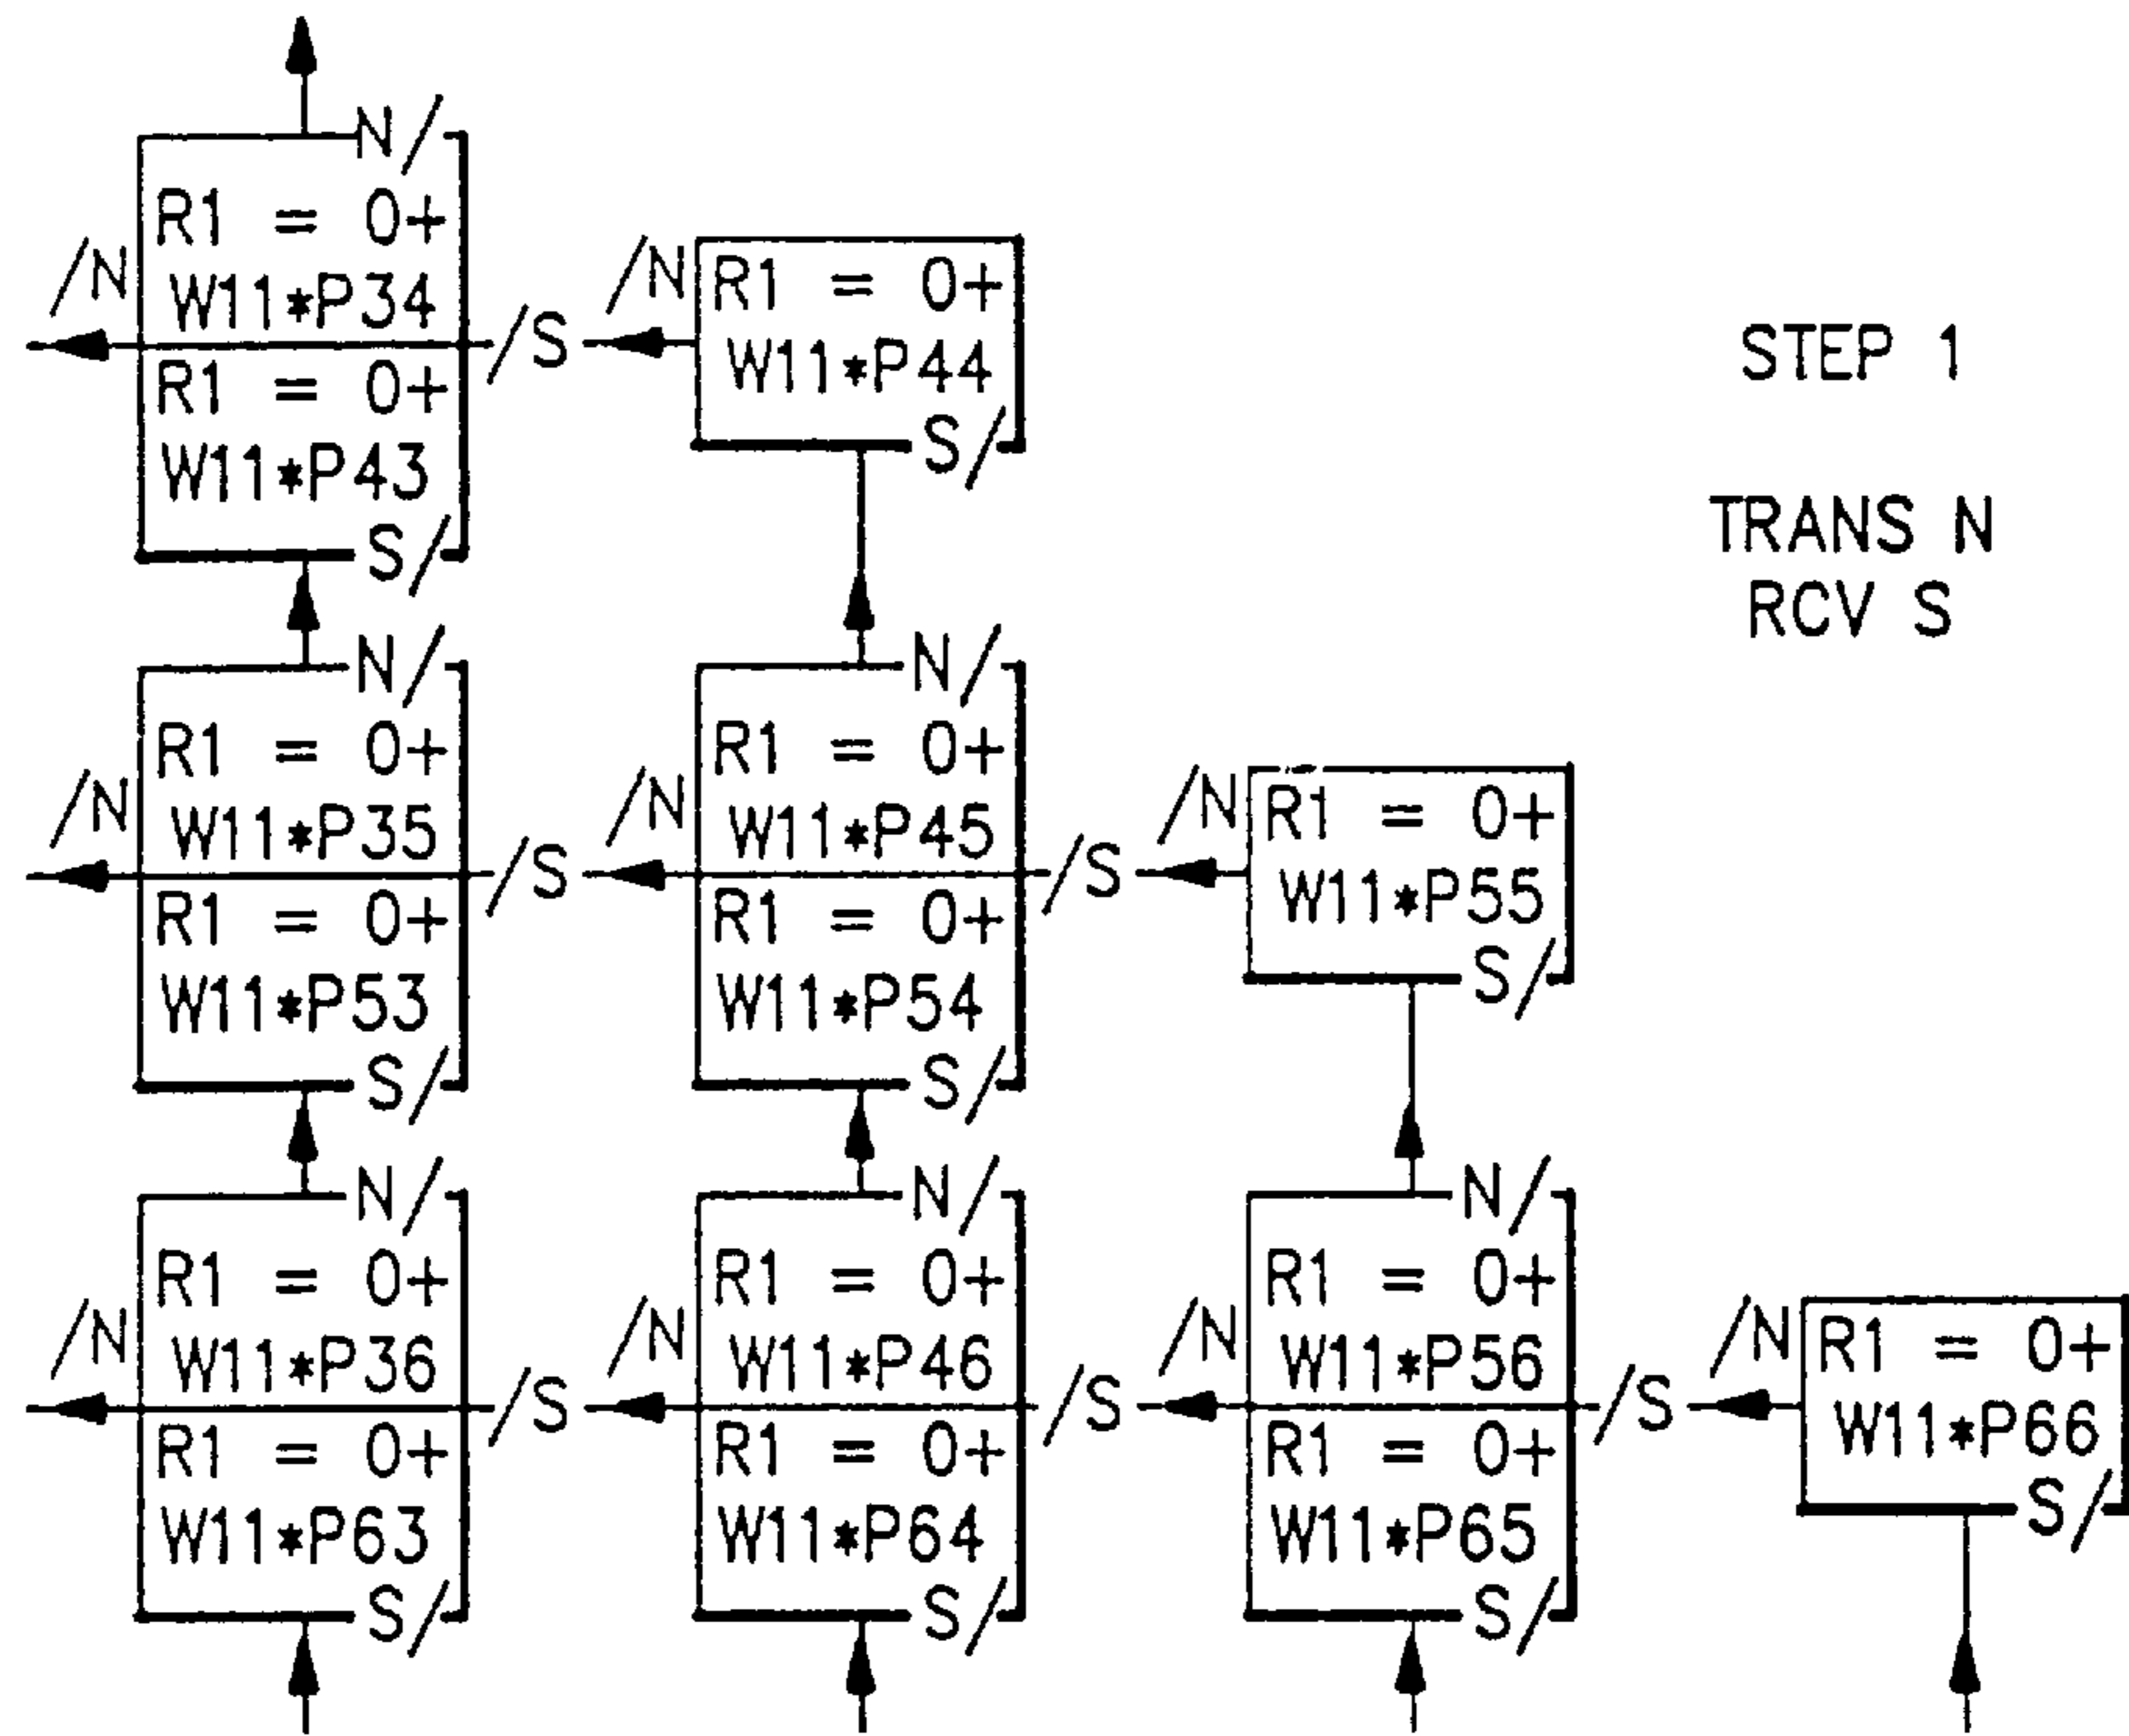 N/
R1 = 0+
/N
W11*P34
/S
R1 = 0+
W11*P43
S/
/N
R1 = 0+
W11*P44
S/
STEP 1
TRANS N
RCV S
N/
R1 = 0+
/N
W11*P35
/S
R1 = 0+
W11*P53
S/
N/
R1 = 0+
/N
W11*P45
/S
R1 = 0+
W11*P54
S/
/N
R1 = 0+
W11*P55
S/
N/
R1 = 0+
/N
W11*P36
/S
R1 = 0+
W11*P63
S/
N/
R1 = 0+
/N
W11*P46
/S
R1 = 0+
W11*P64
S/
N/
R1 = 0+
/N
W11*P56
/S
R1 = 0+
W11*P65
S/
/N
R1 = 0+
W11*P66
S/